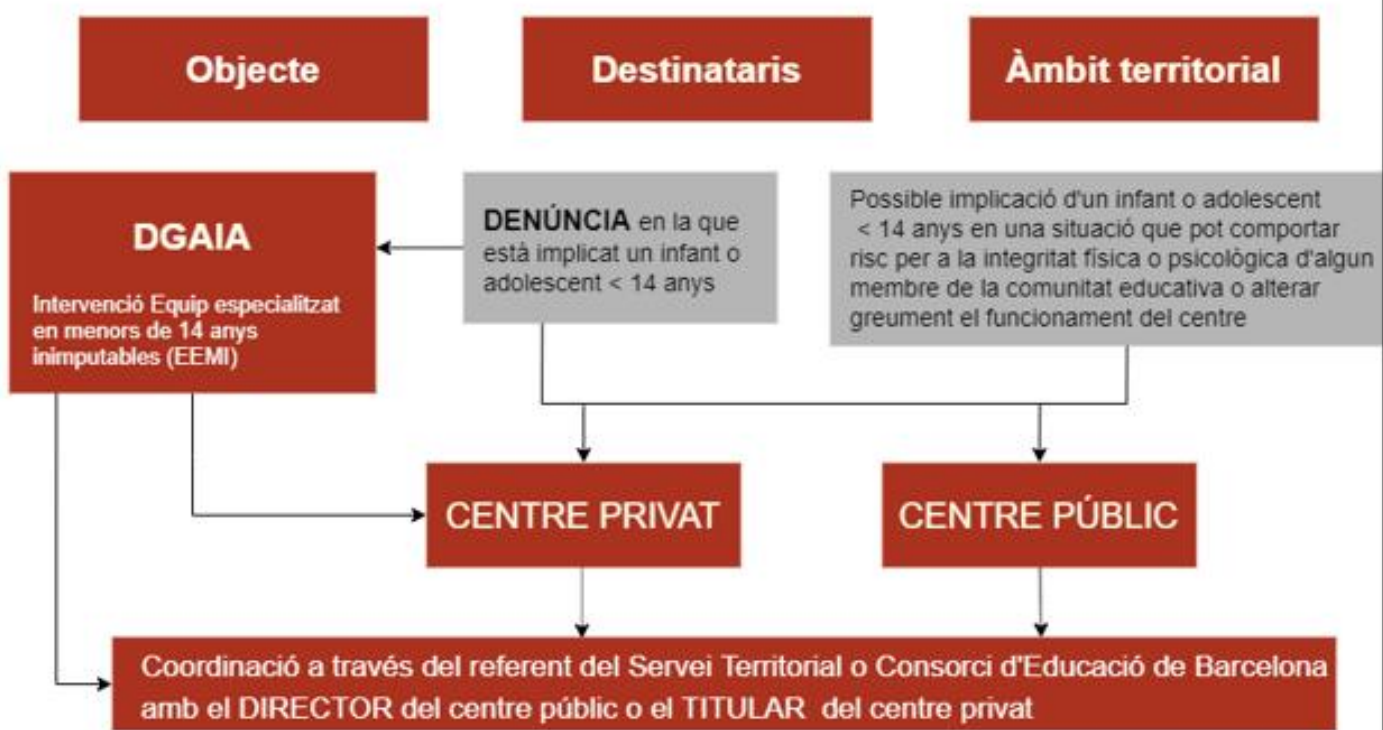 Objecte
Destinataris
Àmbit territorial
DGAIA
Intervenció Equip especialitzat
en menors de 14 anys
inimputables (EEMI)
DENÚNCIA en la que
està implicat un infant o
adolescent < 14 anys
Possible implicació d'un infant o adolescent
< 14 anys en una situació que pot comportar
risc per a la integritat física o psicològica d'algun
membre de la comunitat educativa o alterar
greument el funcionament del centre
CENTRE PRIVAT
CENTRE PÚBLIC
Coordinació a través del referent del Servei Territorial o Consorci d'Educació de Barcelona
amb el DIRECTOR del centre públic o el TITULAR del centre privat